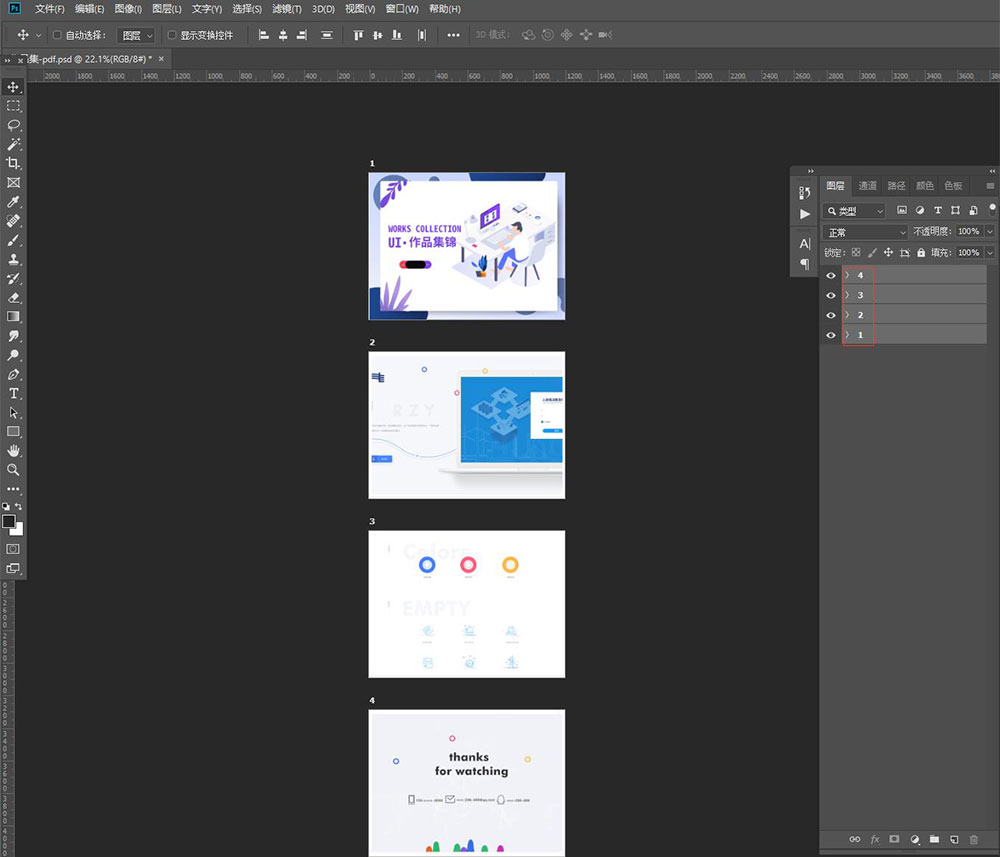 Ps 文件(F) 编辑(E) 图像(I) 图层(L) 文字(Y) 选择(S) 滤镜(T) 3D(D) 视图(V) 窗口(W) 帮助(H)
自动选择： 图层 显示变换控件 3D 模式：
集-pdf.psd @ 22.1%(RGB/8#) * ×
2000 1800 1600 1400 1200 1000 800 600 400 200 0 200 400 600 800 1000 1200 1400 1600 1800 2000 2200 2400 2600 2800 3000 3200 3400 3600
1
WORKS COLLECTION
UI·作品集锦
2
RZY
3
Colors
EMPTY
4
thanks
for watching
图层 通道 路径 颜色 色板
类型
正常 不透明度： 100%
锁定： 填充： 100%
4
3
2
1
fx